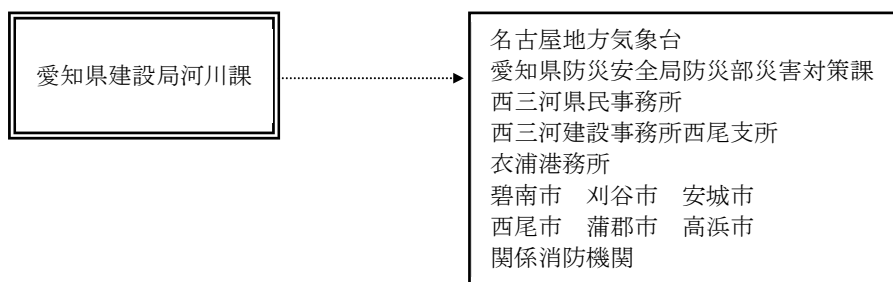 愛知県建設局河川課
名古屋地方気象台
愛知県防災安全局防災部災害対策課
西三河県民事務所
西三河建設事務所西尾支所
衣浦港務所
碧南市　刈谷市　安城市
西尾市　蒲郡市　高浜市
関係消防機関